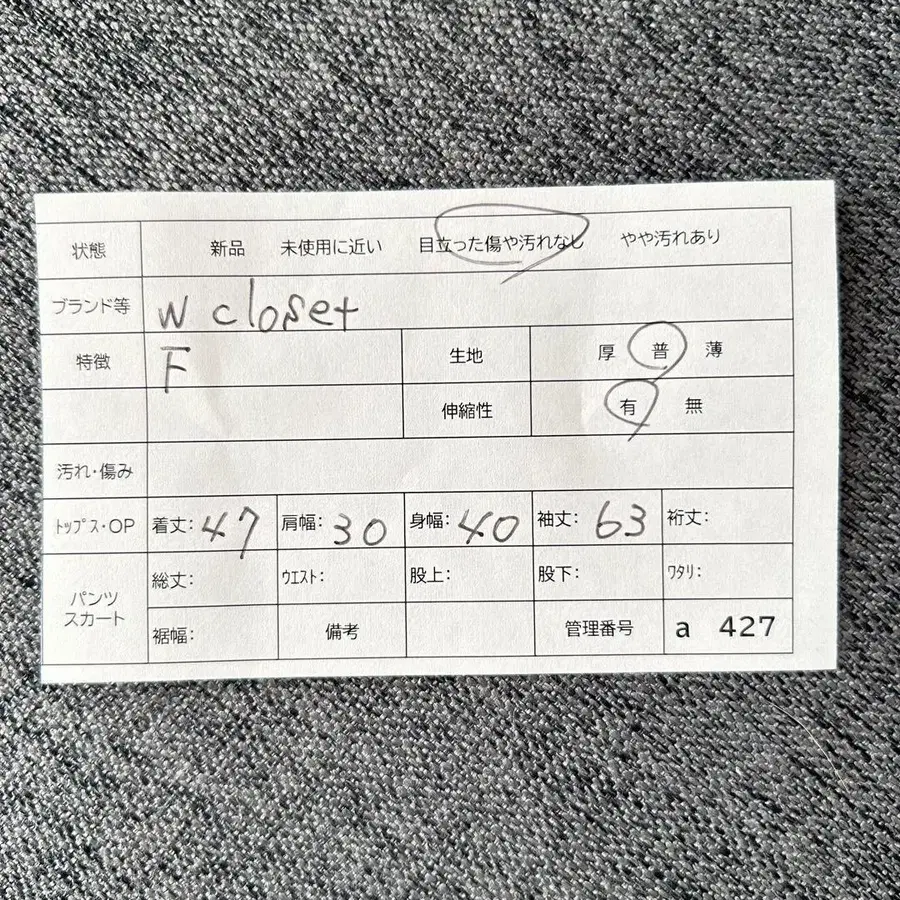 状態 新品 未使用に近い 目立った傷や汚れなし やや汚れあり
ブランド等 w closet
特徴 F 生地 厚 普 薄
伸縮性 有 無
汚れ・傷み
ﾄｯﾌﾟｽ・OP 着丈: 47 肩幅: 30 身幅: 40 袖丈: 63 裄丈:
パンツ スカート 総丈: ｳｴｽﾄ: 股上: 股下: ﾜﾀﾘ:
裾幅: 備考 管理番号 a 427